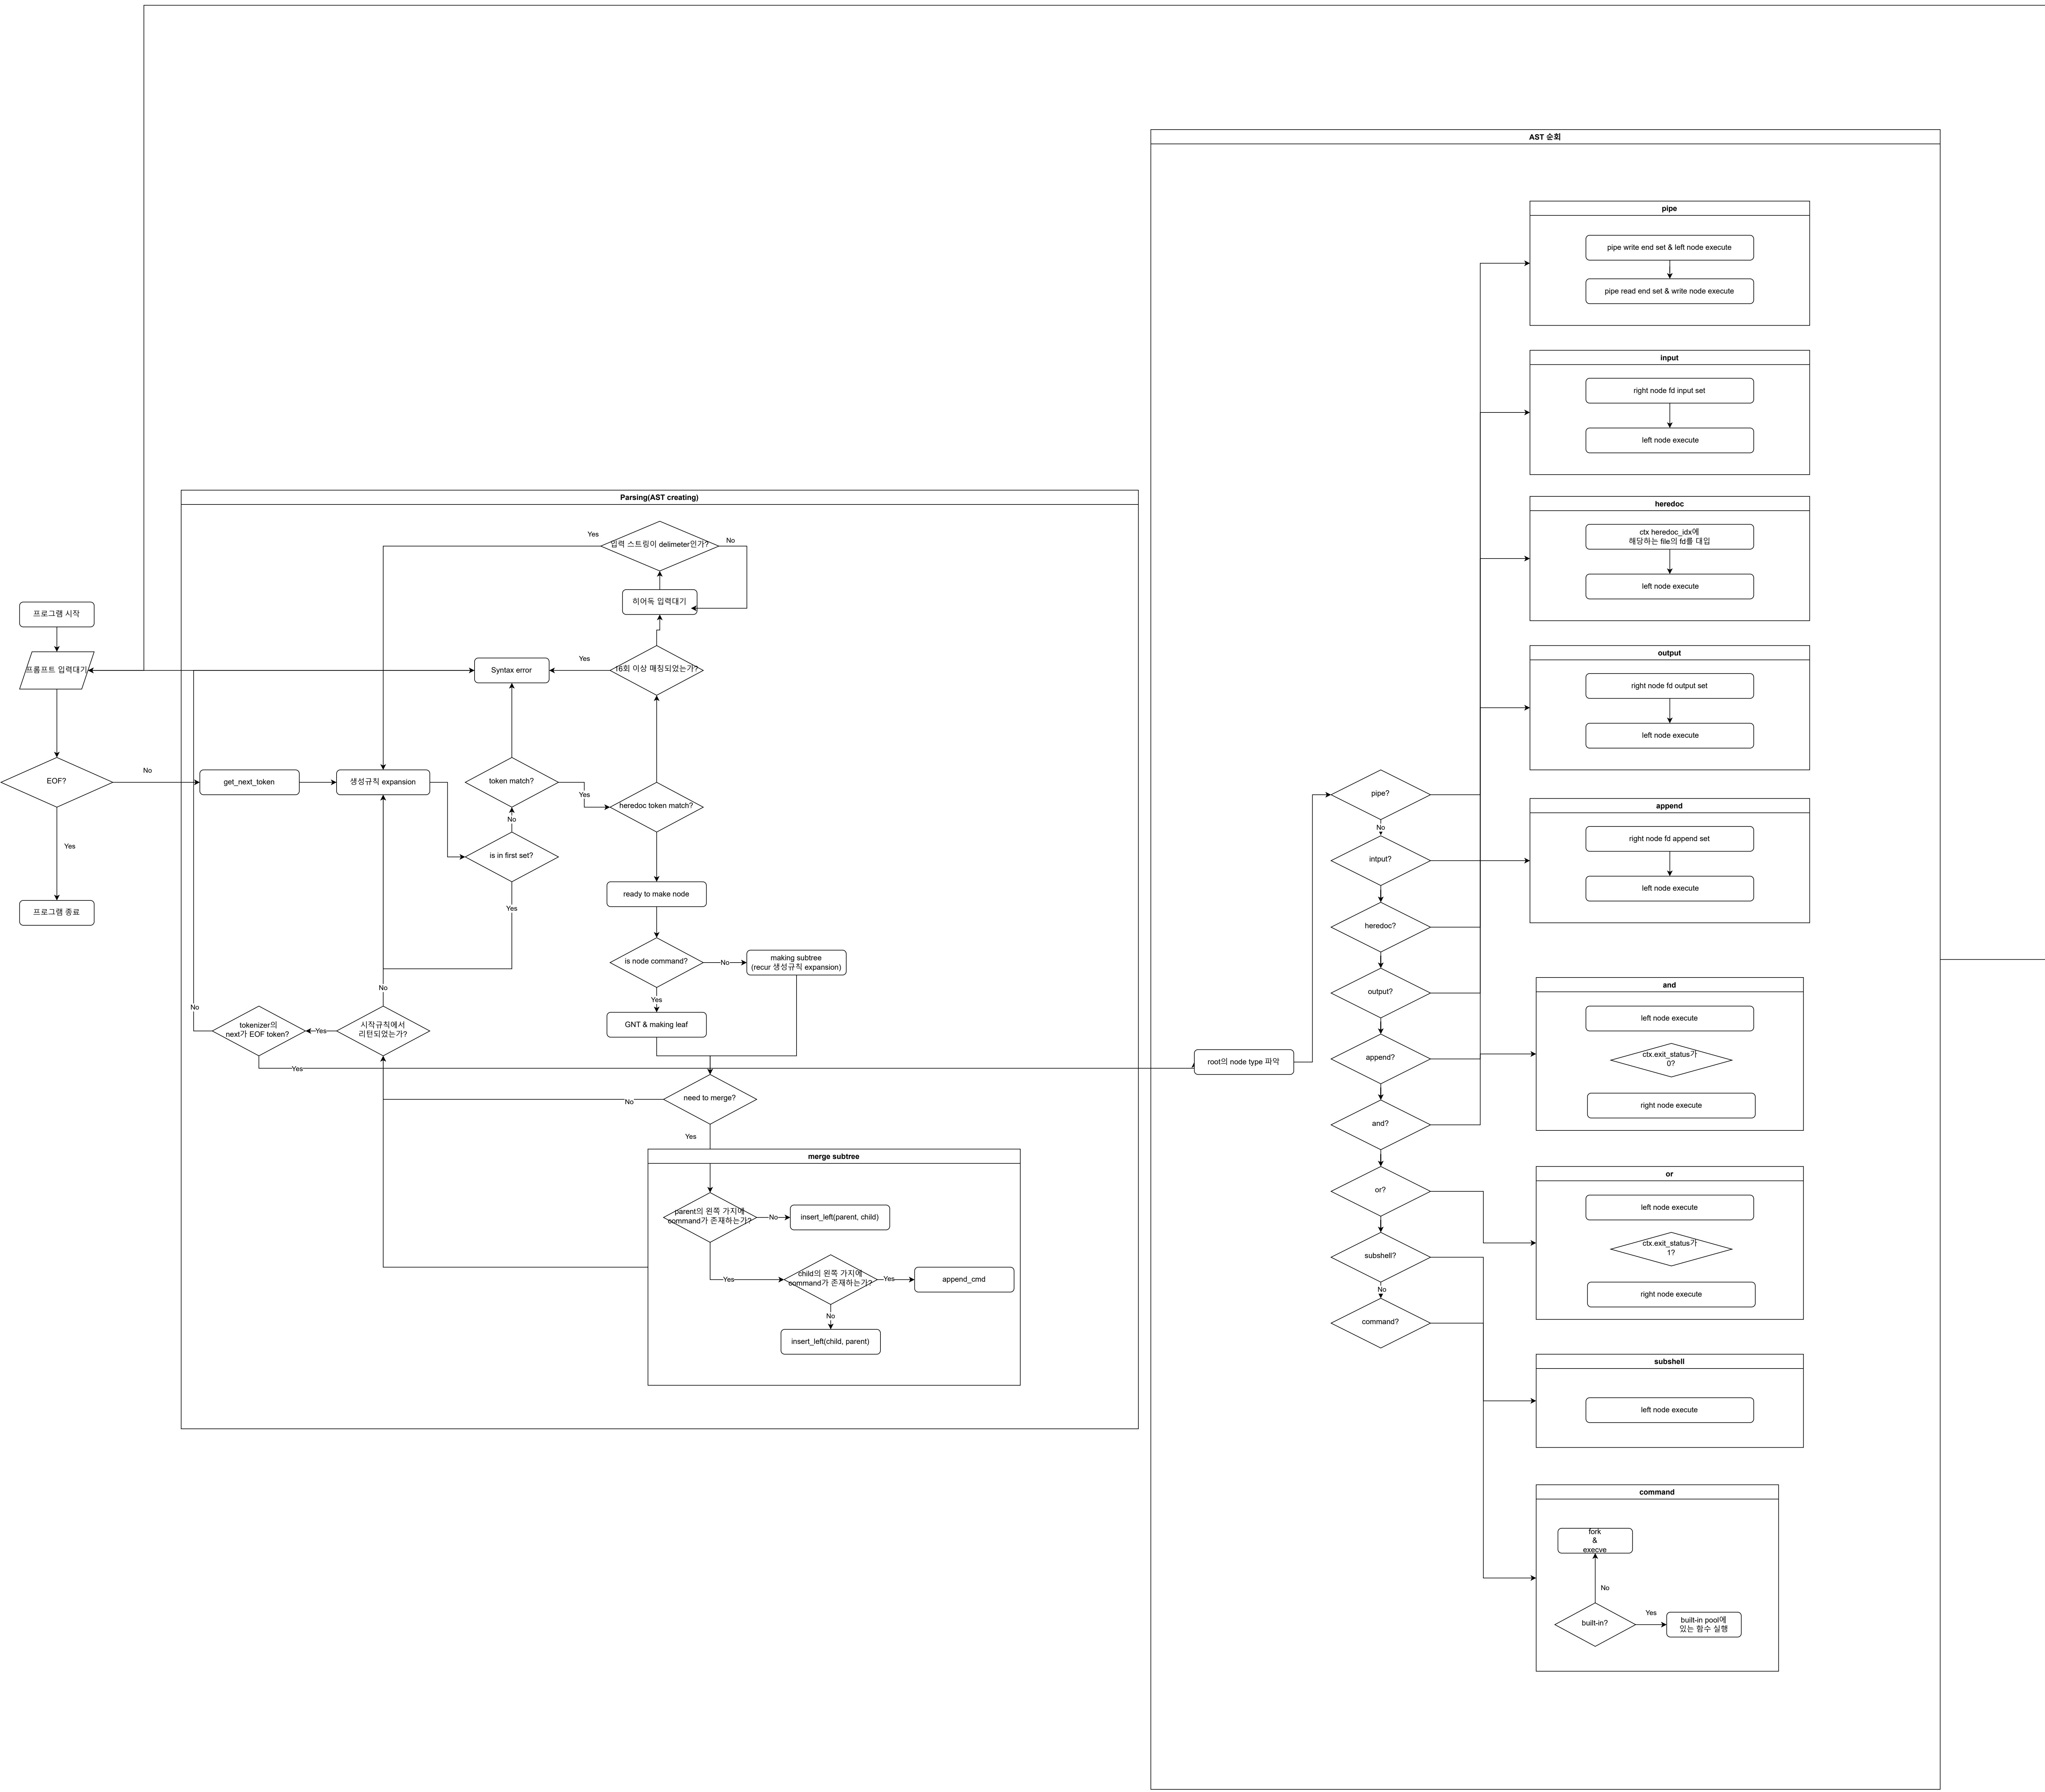 AST 순회
pipe
pipe write end set & left node execute
pipe read end set & write node execute
input
right node fd input set
left node execute
heredoc
ctx heredoc_idx에
해당하는 file의 fd를 대입
left node execute
output
right node fd output set
left node execute
append
right node fd append set
left node execute
and
left node execute
ctx.exit_status가
0?
right node execute
or
left node execute
ctx.exit_status가
1?
right node execute
subshell
left node execute
command
fork
&
execve
No
built-in?
Yes
built-in pool에
있는 함수 실행
root의 node type 파악
pipe?
No
intput?
heredoc?
output?
append?
and?
or?
subshell?
No
command?
Parsing(AST creating)
Yes
입력 스트링이 delimeter인가?
No
히어독 입력대기
Syntax error
Yes
16회 이상 매칭되었는가?
get_next_token
생성규칙 expansion
token match?
Yes
heredoc token match?
No
is in first set?
Yes
ready to make node
is node command?
No
making subtree
(recur 생성규칙 expansion)
Yes
GNT & making leaf
No
No
tokenizer의
next가 EOF token?
Yes
시작규칙에서
리턴되었는가?
Yes
need to merge?
No
Yes
merge subtree
parent의 왼쪽 가지에
command가 존재하는가?
No
insert_left(parent, child)
Yes
child의 왼쪽 가지에
command가 존재하는가?
Yes
append_cmd
No
insert_left(child, parent)
프로그램 시작
프롬프트 입력대기
EOF?
No
Yes
프로그램 종료